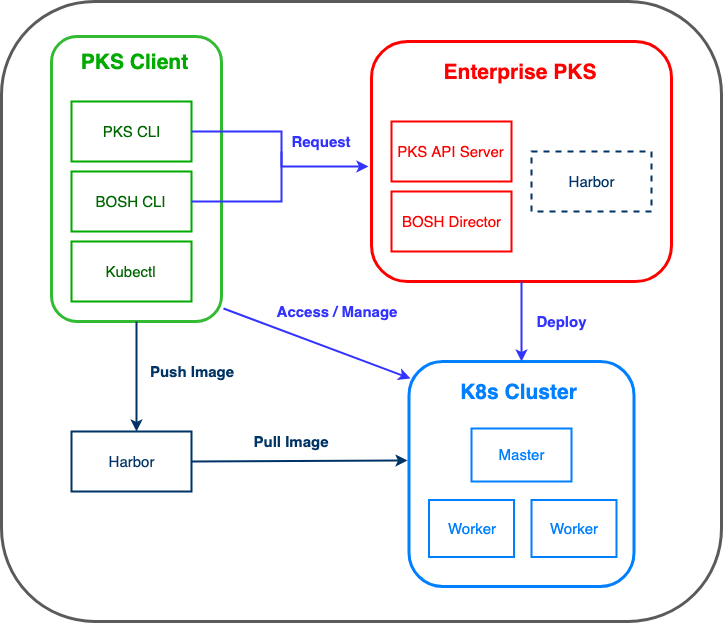 PKS Client
PKS CLI
BOSH CLI
Kubectl
Request
Enterprise PKS
PKS API Server
BOSH Director
Harbor
Access / Manage
Deploy
Push Image
Harbor
Pull Image
K8s Cluster
Master
Worker
Worker